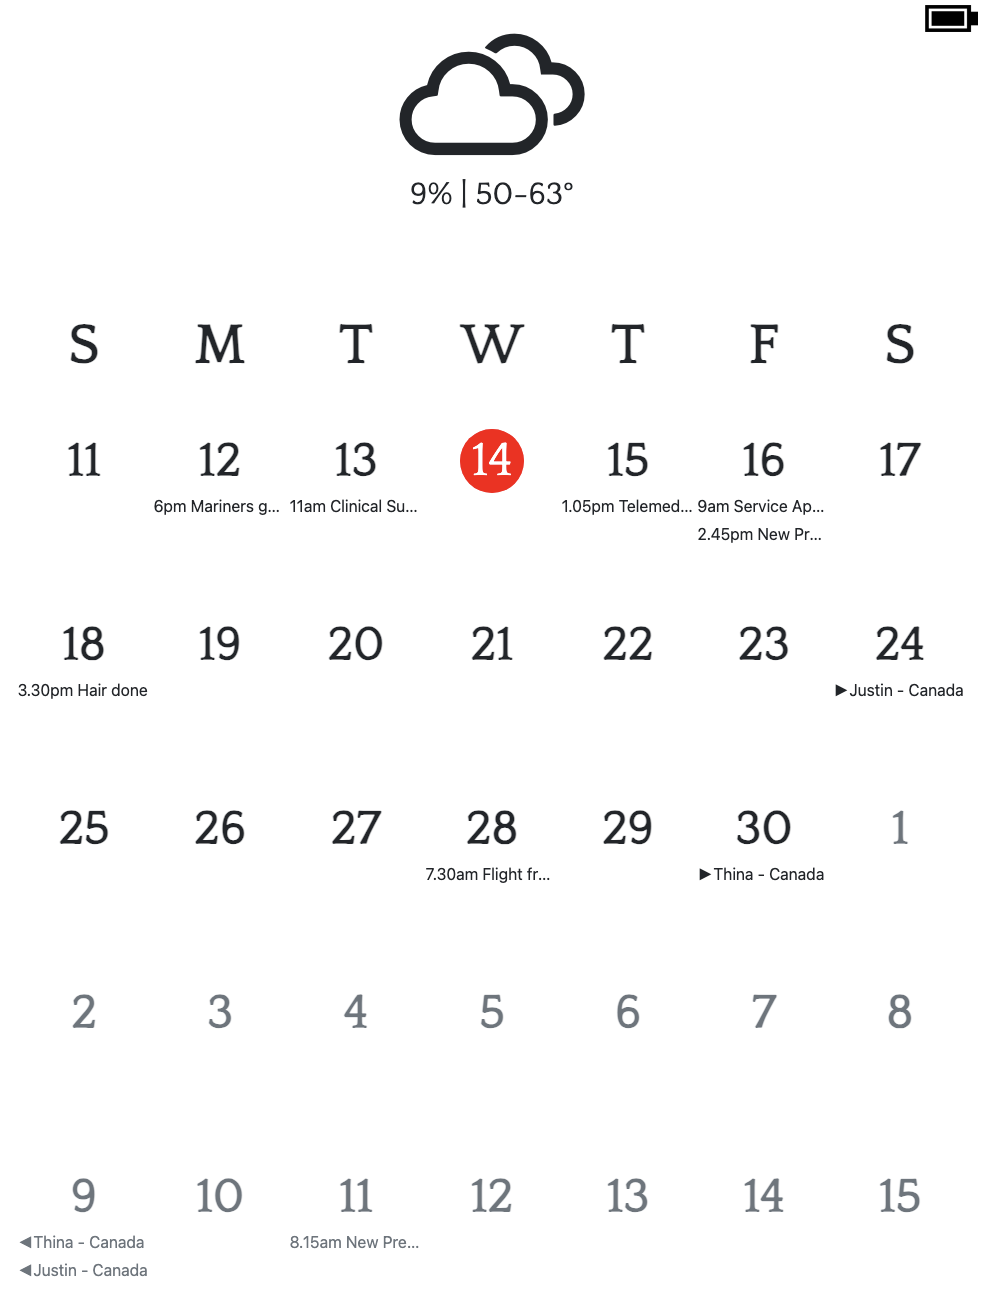 9% | 50-63°
S M T W T F S
11 12 13 14 15 16 17
6pm Mariners g... 11am Clinical Su... 1.05pm Telemed... 9am Service Ap...
2.45pm New Pr...
18 19 20 21 22 23 24
3.30pm Hair done ▶Justin - Canada
25 26 27 28 29 30 1
7.30am Flight fr... ▶Thina - Canada
2 3 4 5 6 7 8
9 10 11 12 13 14 15
◀Thina - Canada 8.15am New Pre...
◀Justin - Canada